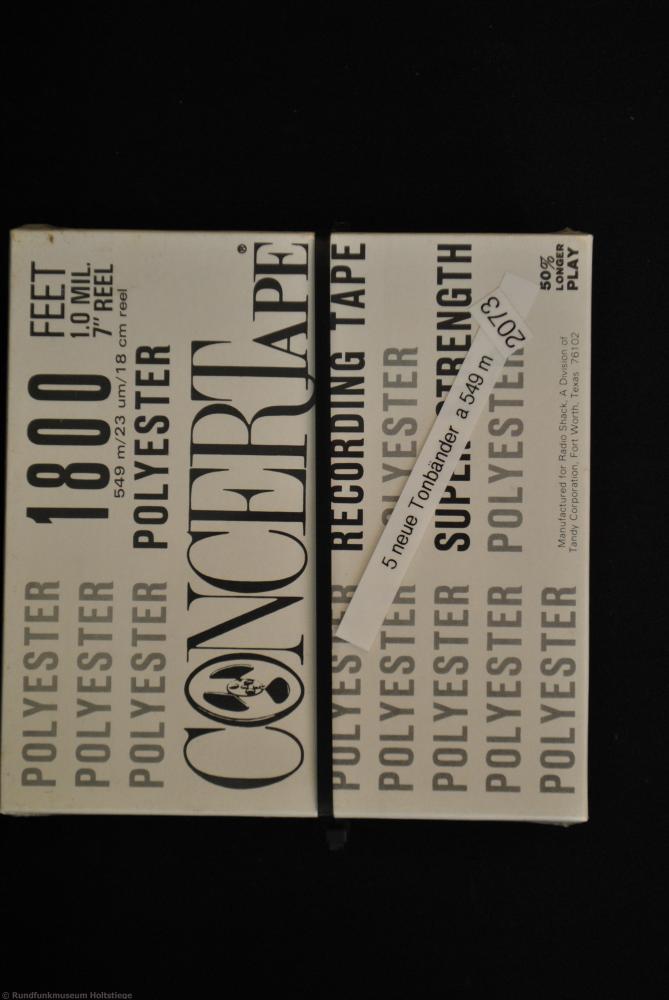 1800 FEET
1.0 MIL.
7" REEL
549 m/23 um/18 cm reel
POLYESTER
POLYESTER
POLYESTER
POLYESTER
CONCERTAPE®
RECORDING TAPE
POLYESTER
POLYESTER
SUPER STRENGTH
POLYESTER
POLYESTER
POLYESTER
POLYESTER
POLYESTER
50%
LONGER
PLAY
Manufactured for Radio Shack, A Division of
Tandy Corporation, Fort Worth, Texas 76102
5 neue Tonbänder a 549 m
2073
© Rundfunkmuseum Holtstiege